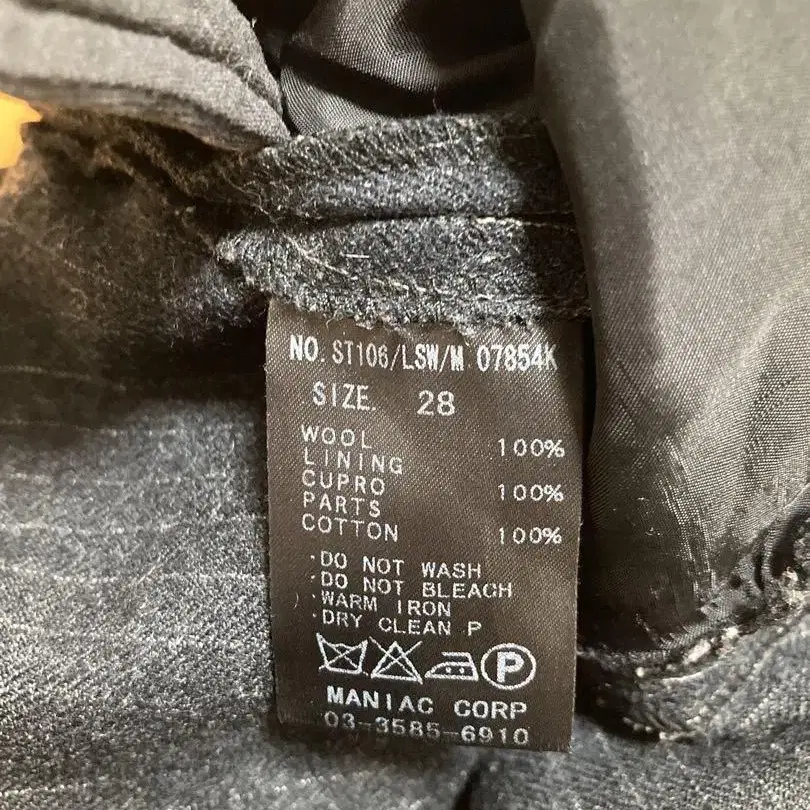 NO. ST106/LSW/M 07854K
SIZE. 28
WOOL 100%
LINING
CUPRO 100%
PARTS
COTTON 100%
·DO NOT WASH
·DO NOT BLEACH
·WARM IRON
·DRY CLEAN P
P
MANIAC CORP
03-3585-6910